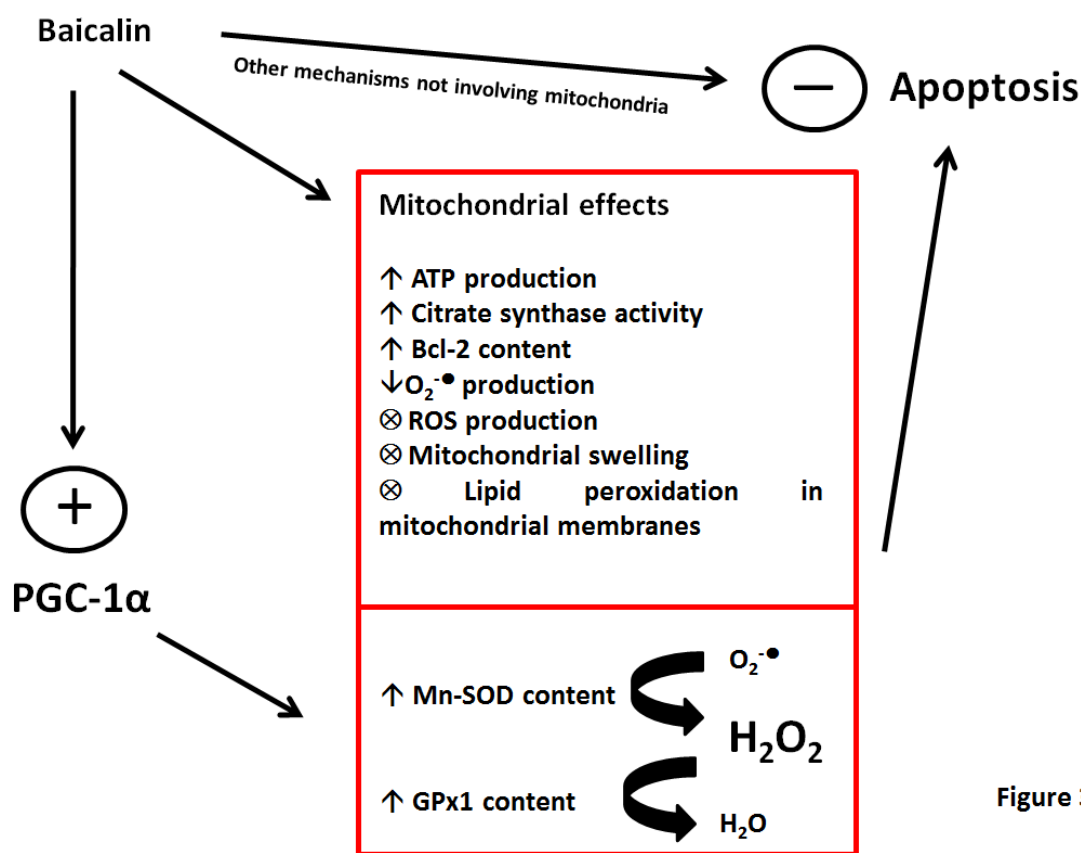 Baicalin
Other mechanisms not involving mitochondria
− Apoptosis
Mitochondrial effects
↑ ATP production
↑ Citrate synthase activity
↑ Bcl-2 content
↓O₂⁻• production
⊗ ROS production
⊗ Mitochondrial swelling
⊗ Lipid peroxidation in
mitochondrial membranes
+
PGC-1α
O₂⁻•
↑ Mn-SOD content
H₂O₂
↑ GPx1 content
H₂O
Figure